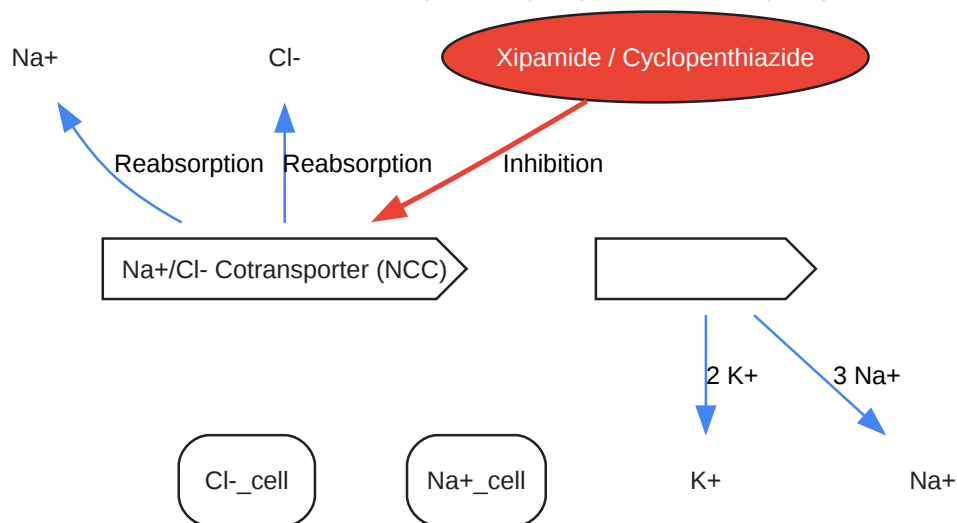 Na+
Cl-
Xipamide / Cyclopenthiazide
Reabsorption
Reabsorption
Inhibition
Na+/Cl- Cotransporter (NCC)
2 K+
3 Na+
Cl-_cell
Na+_cell
K+
Na+